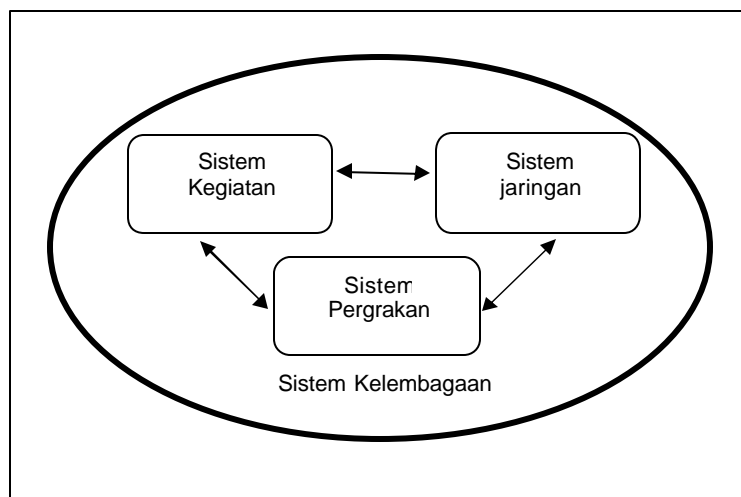 Sistem
Kegiatan
Sistem
jaringan
Sistem
Pergrakan
Sistem Kelembagaan